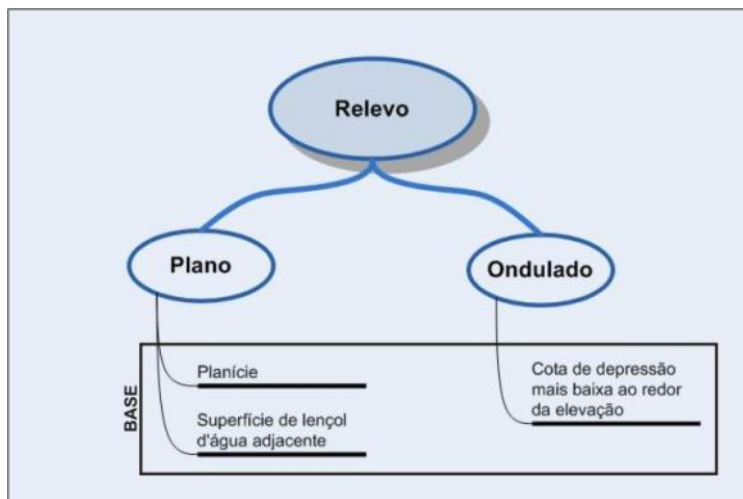 Relevo
Plano
Ondulado
BASE
Planície
Superfície de lençol
d'água adjacente
Cota de depressão
mais baixa ao redor
da elevação